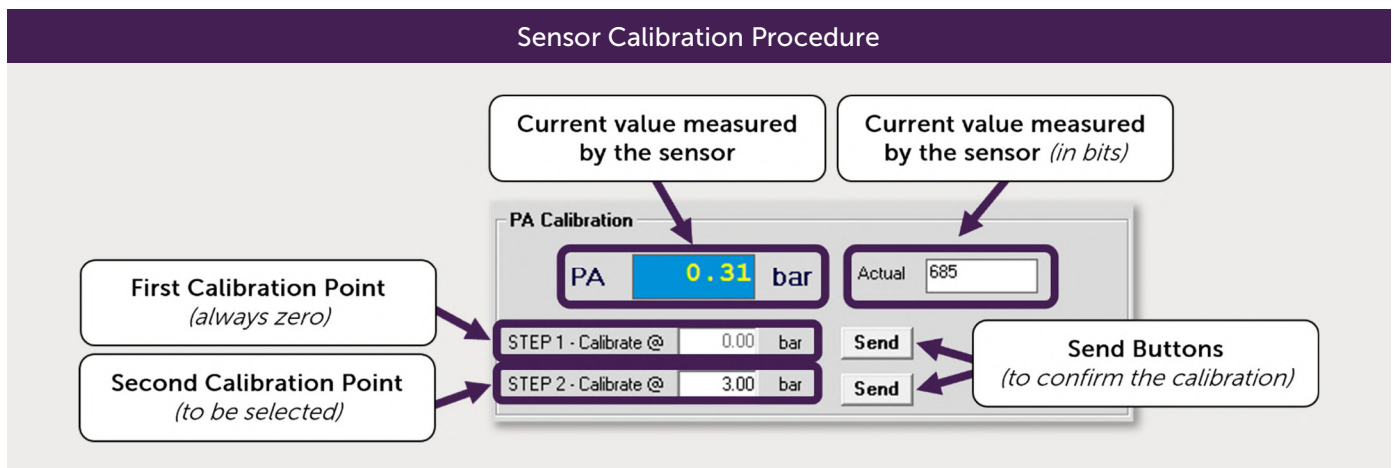 Sensor Calibration Procedure
Current value measured
by the sensor
Current value measured
by the sensor (in bits)
PA Calibration
PA 0.31 bar
Actual 685
First Calibration Point
(always zero)
STEP 1 - Calibrate @ 0.00 bar Send
Second Calibration Point
(to be selected)
STEP 2 - Calibrate @ 3.00 bar Send
Send Buttons
(to confirm the calibration)